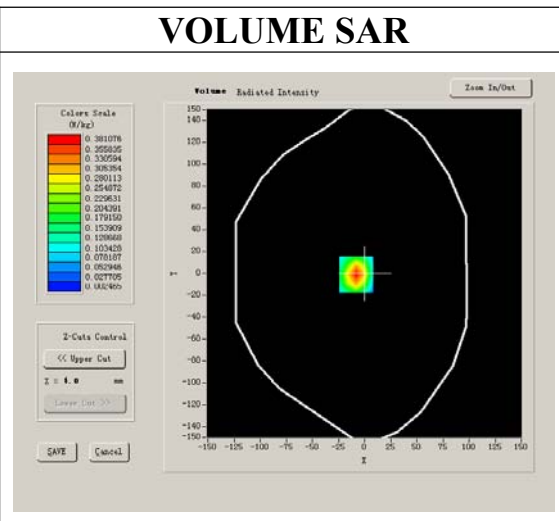 VOLUME SAR
Volume Radiated Intensity
Zoom In/Out
Colors Scale
(W/kg)
0.381076
0.355835
0.330594
0.305354
0.280113
0.254872
0.229631
0.204391
0.179150
0.153909
0.128668
0.103428
0.078187
0.052946
0.027705
0.002465
Z-Cuts Control
<< Upper Cut
Z = 4.0 mm
Lower Cut >>
SAVE
Cancel
150
140
120
100
80
60
40
20
0
-20
-40
-60
-80
-100
-120
-140
-150
Y
-150 -125 -100 -75 -50 -25 0 25 50 75 100 125 150
X